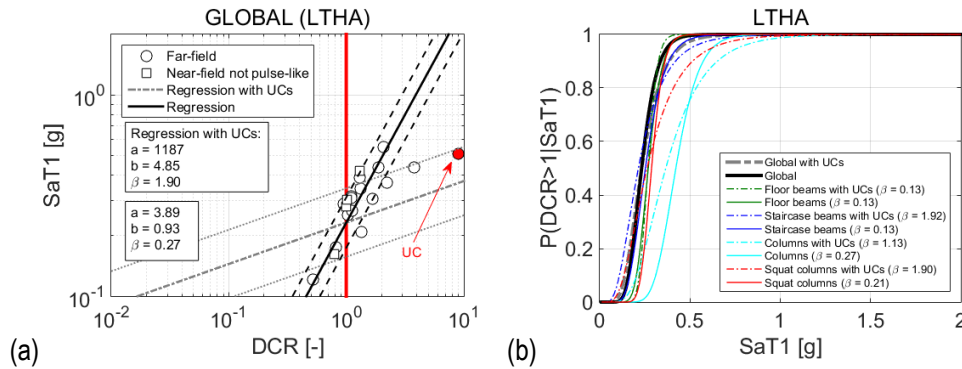 GLOBAL (LTHA)
Far-field
Near-field not pulse-like
Regression with UCs
Regression
Regression with UCs:
a = 1187
b = 4.85
β = 1.90
a = 3.89
b = 0.93
β = 0.27
UC
SaT1 [g]
10^0
10^-1
10^-2
10^-1
10^0
10^1
DCR [-]
(a)
LTHA
P(DCR>1|SaT1)
1
0.8
0.6
0.4
0.2
0
Global with UCs
Global
Floor beams with UCs (β = 0.13)
Floor beams (β = 0.13)
Staircase beams with UCs (β = 1.92)
Staircase beams (β = 0.13)
Columns with UCs (β = 1.13)
Columns (β = 0.27)
Squat columns with UCs (β = 1.90)
Squat columns (β = 0.21)
0
0.5
1
1.5
2
SaT1 [g]
(b)